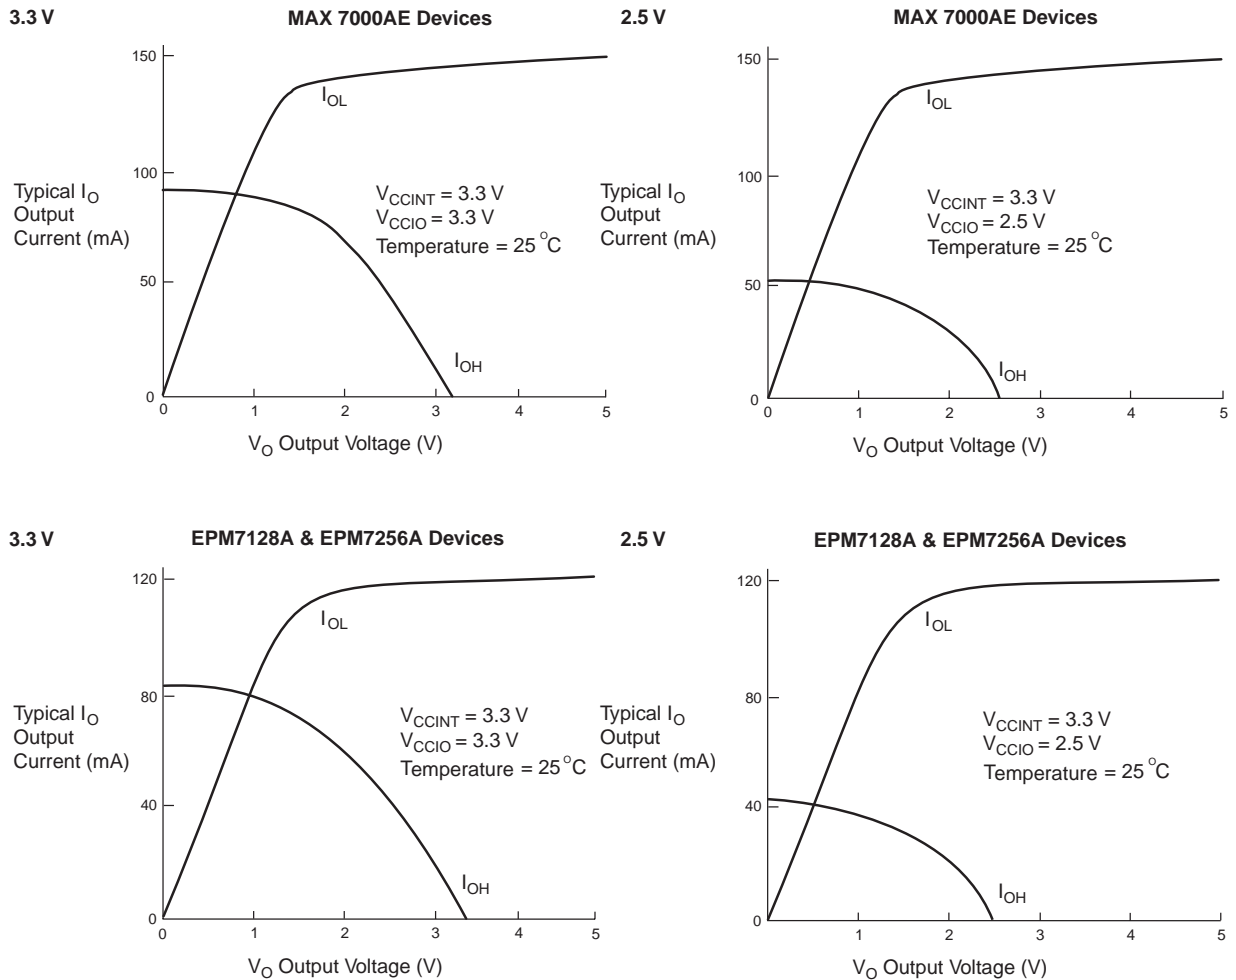 3.3 V
MAX 7000AE Devices
150
I_OL
100
Typical I_O
Output
Current (mA)
V_CCINT = 3.3 V
V_CCIO = 3.3 V
Temperature = 25 °C
50
I_OH
0
0 1 2 3 4 5
V_O Output Voltage (V)
2.5 V
MAX 7000AE Devices
150
I_OL
100
Typical I_O
Output
Current (mA)
V_CCINT = 3.3 V
V_CCIO = 2.5 V
Temperature = 25 °C
50
I_OH
0
0 1 2 3 4 5
V_O Output Voltage (V)
3.3 V
EPM7128A & EPM7256A Devices
120
I_OL
80
Typical I_O
Output
Current (mA)
V_CCINT = 3.3 V
V_CCIO = 3.3 V
Temperature = 25 °C
40
I_OH
0
0 1 2 3 4 5
V_O Output Voltage (V)
2.5 V
EPM7128A & EPM7256A Devices
120
I_OL
80
Typical I_O
Output
Current (mA)
V_CCINT = 3.3 V
V_CCIO = 2.5 V
Temperature = 25 °C
40
I_OH
0
0 1 2 3 4 5
V_O Output Voltage (V)